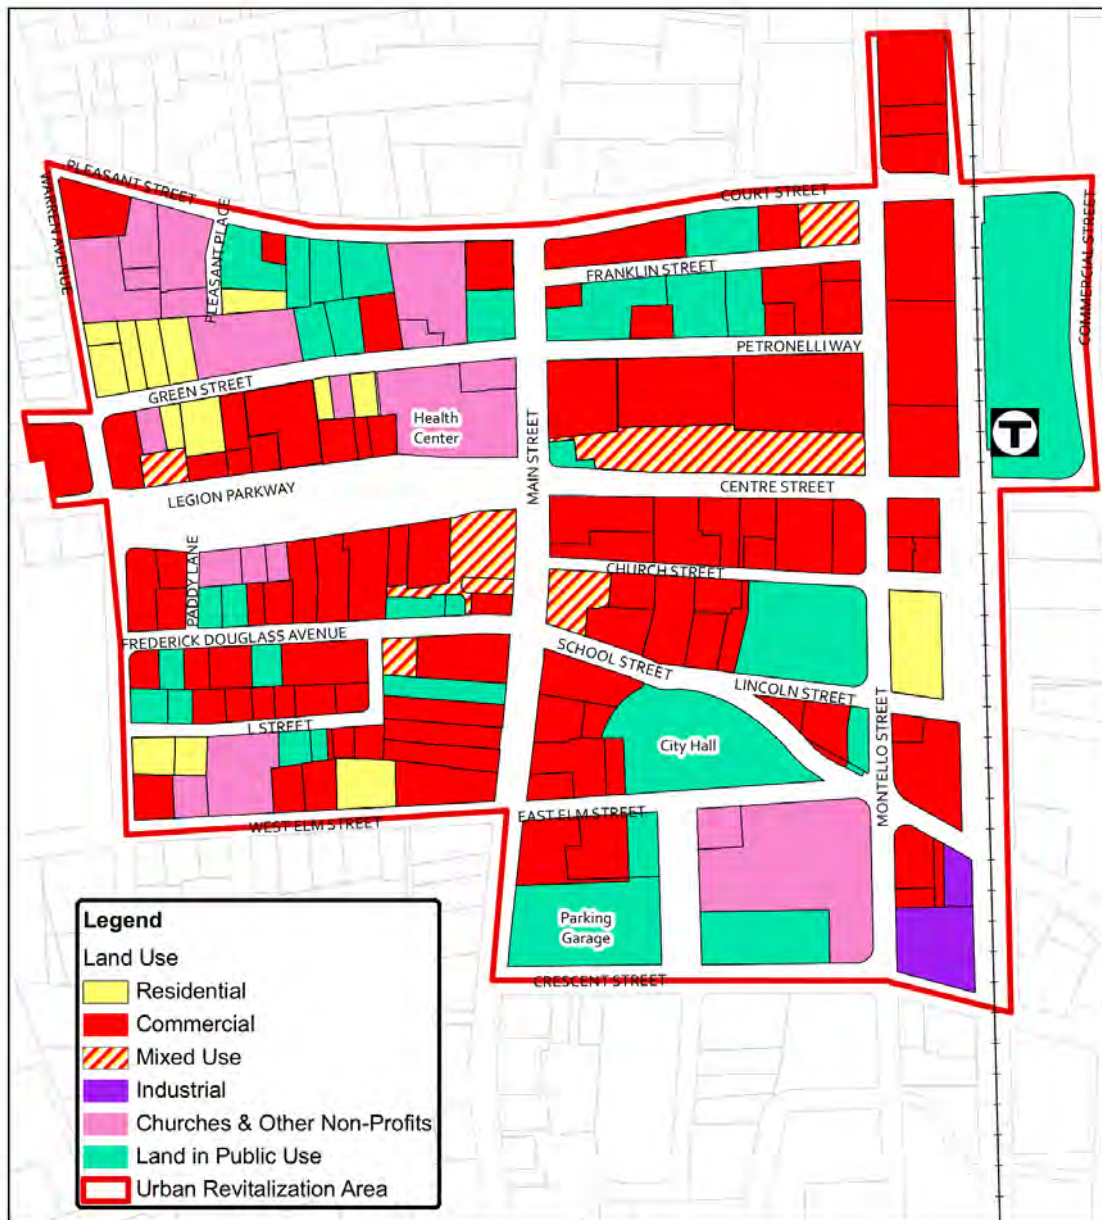 PLEASANT STREET
WARREN AVENUE
PLEASANT PLACE
COURT STREET
FRANKLIN STREET
COMMERCIAL STREET
PETRONELLI WAY
GREEN STREET
Health
Center
T
MAIN STREET
LEGION PARKWAY
CENTRE STREET
PADDY LANE
CHURCH STREET
FREDERICK DOUGLASS AVENUE
SCHOOL STREET
LINCOLN STREET
L STREET
City Hall
MONTELLO STREET
WEST ELM STREET
EAST ELM STREET
Parking
Garage
CRESCENT STREET
Legend
Land Use
Residential
Commercial
Mixed Use
Industrial
Churches & Other Non-Profits
Land in Public Use
Urban Revitalization Area